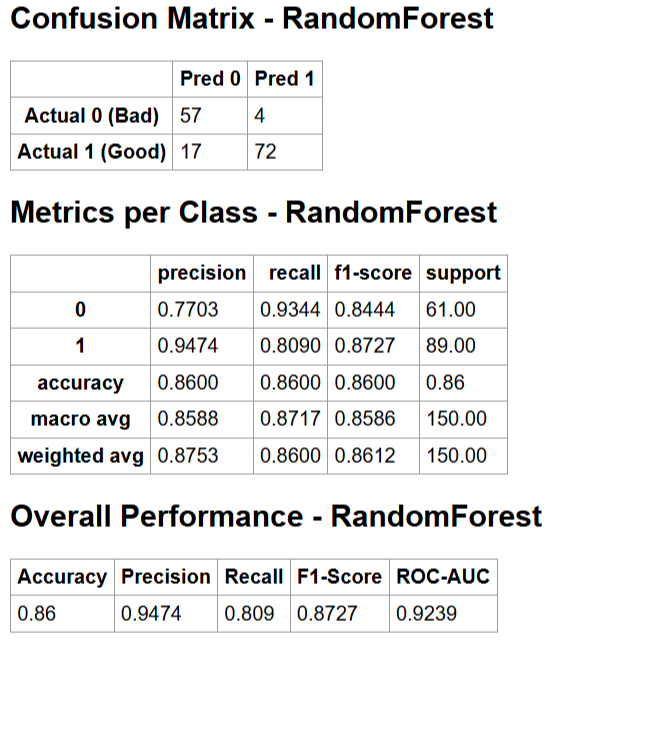 Confusion Matrix - RandomForest
Pred 0 Pred 1
Actual 0 (Bad) 57 4
Actual 1 (Good) 17 72
Metrics per Class - RandomForest
precision recall f1-score support
0 0.7703 0.9344 0.8444 61.00
1 0.9474 0.8090 0.8727 89.00
accuracy 0.8600 0.8600 0.8600 0.86
macro avg 0.8588 0.8717 0.8586 150.00
weighted avg 0.8753 0.8600 0.8612 150.00
Overall Performance - RandomForest
Accuracy Precision Recall F1-Score ROC-AUC
0.86 0.9474 0.809 0.8727 0.9239